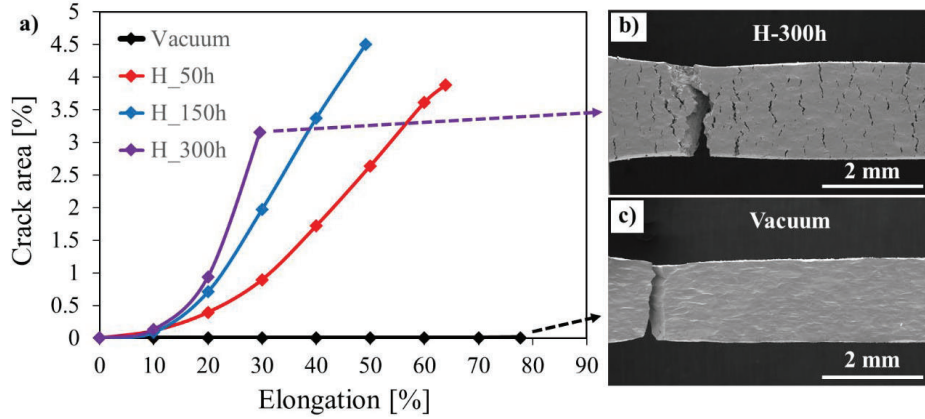 a)
5
4.5
4
3.5
3
2.5
2
1.5
1
0.5
0
Crack area [%]
Vacuum
H_50h
H_150h
H_300h
0 10 20 30 40 50 60 70 80 90
Elongation [%]
b)
H-300h
2 mm
c)
Vacuum
2 mm